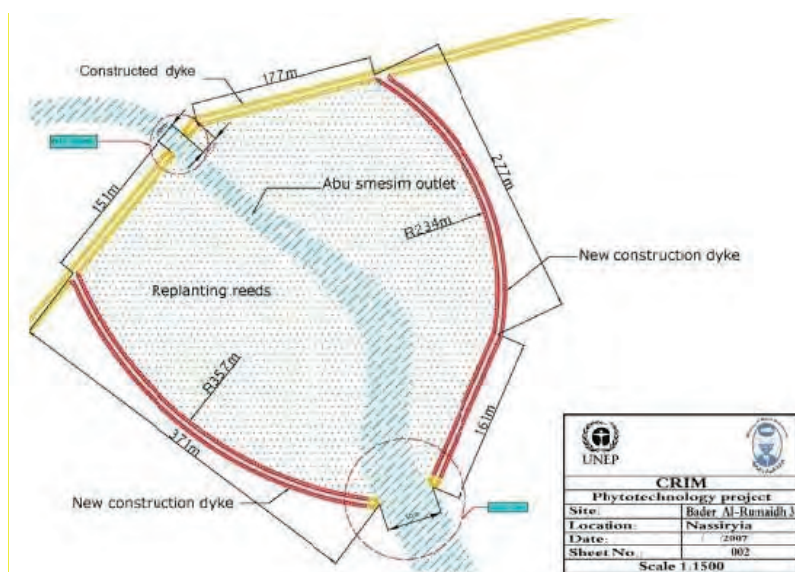 Constructed dyke
177m
277m
151m
Abu smesim outlet
R234m
New construction dyke
Replanting reeds
R357m
371m
161m
New construction dyke
UNEP
CRIM
Phytotechnology project
Site: Bader Al-Rumaidh 3
Location: Nassiryia
Date: / /2007
Sheet No. 002
Scale 1:1500